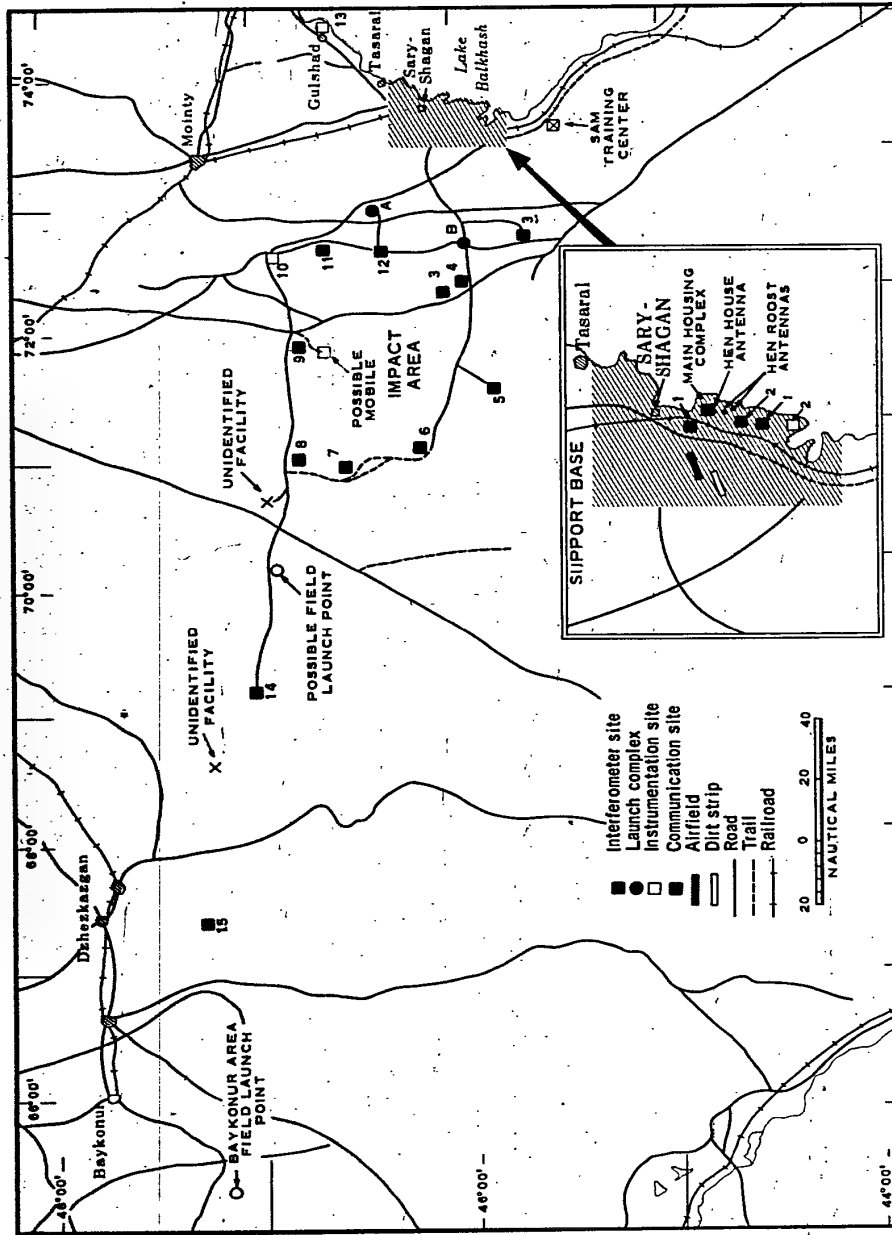 48°00'
66°00'
68°00'
70°00'
72°00'
74°00'
Baykonur
Dzhezkazgan
Mointy
BAYKONUR AREA
FIELD LAUNCH
POINT
15
UNIDENTIFIED
FACILITY
14
POSSIBLE FIELD
LAUNCH POINT
UNIDENTIFIED
FACILITY
8
7
6
9
POSSIBLE
MOBILE
IMPACT
AREA
5
10
11
12
3
4
A
B
3
Gulshad
13
Tasaral
Sary-
Shagan
Lake
Balkhash
SAM
TRAINING
CENTER
46°00'
44°00'
Interferometer site
Launch complex
Instrumentation site
Communication site
Airfield
Dirt strip
Road
Trail
Railroad
20 0 20 40
NAUTICAL MILES
SUPPORT BASE
Tasaral
SARY-
SHAGAN
1
MAIN HOUSING
COMPLEX
HEN HOUSE
ANTENNA
HEN ROOST
ANTENNAS
2
1
2